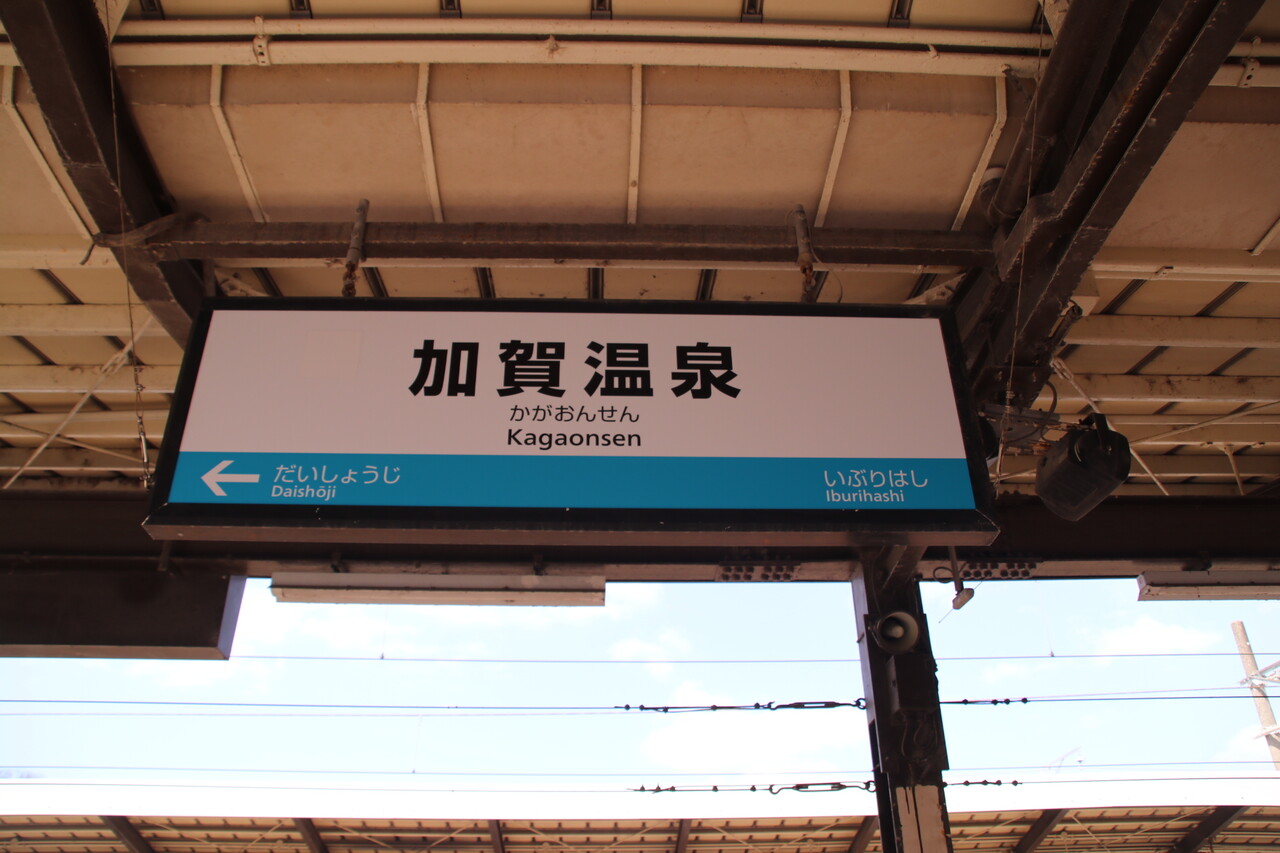 加賀温泉
かがおんせん
Kagaonsen
だいしょうじ
Daishōji
いぶりはし
Iburihashi